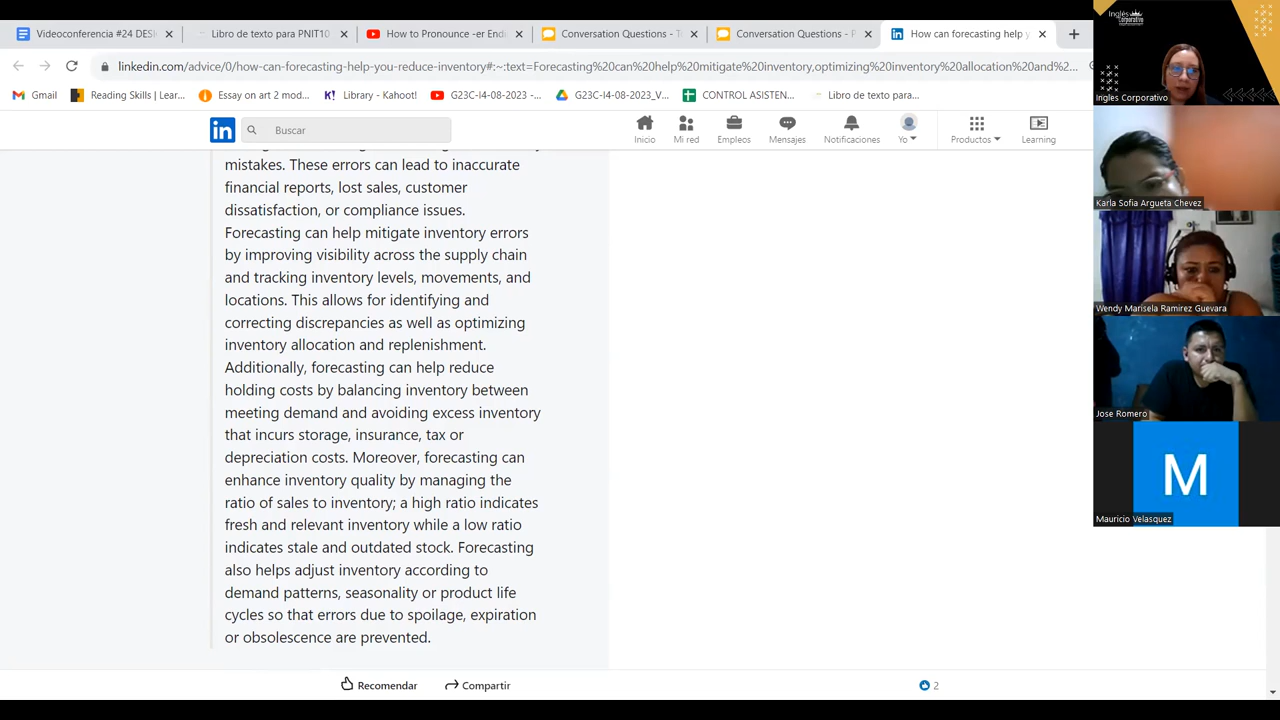 Videoconferencia #24 DESI
Libro de texto para PNIT10
How to Pronounce -er Endi
Conversation Questions - T
Conversation Questions - P
How can forecasting help y
linkedin.com/advice/0/how-can-forecasting-help-you-reduce-inventory-~:text=Forecasting%20can%20help%20mitigate%20inventory,optimizing%20inventory%20allocation%20and%2...
Gmail
Reading Skills | Lear...
Essay on art 2 mod...
Library - Kar
G23C-I4-08-2023_V...
CONTROL ASISTEN...
Libro de texto para...
in
Buscar
Inicio
Mi red
Empleos
Mensajes
Notificaciones
Yo
Productos
Learning
mistakes. These errors can lead to inaccurate
financial reports, lost sales, customer
dissatisfaction, or compliance issues.
Forecasting can help mitigate inventory errors
by improving visibility across the supply chain
and tracking inventory levels, movements, and
locations. This allows for identifying and
correcting discrepancies as well as optimizing
inventory allocation and replenishment.
Additionally, forecasting can help reduce
holding costs by balancing inventory between
meeting demand and avoiding excess inventory
that incurs storage, insurance, tax or
depreciation costs. Moreover, forecasting can
enhance inventory quality by managing the
ratio of sales to inventory; a high ratio indicates
fresh and relevant inventory while a low ratio
indicates stale and outdated stock. Forecasting
also helps adjust inventory according to
demand patterns, seasonality or product life
cycles so that errors due to spoilage, expiration
or obsolescence are prevented.
Recomendar
Compartir
2
Inglés
Corporativo
Ingles Corporativo
Karla Sofia Argueta Chevez
Wendy Marisela Ramirez Guevara
Jose Romero
M
Mauricio Velasquez